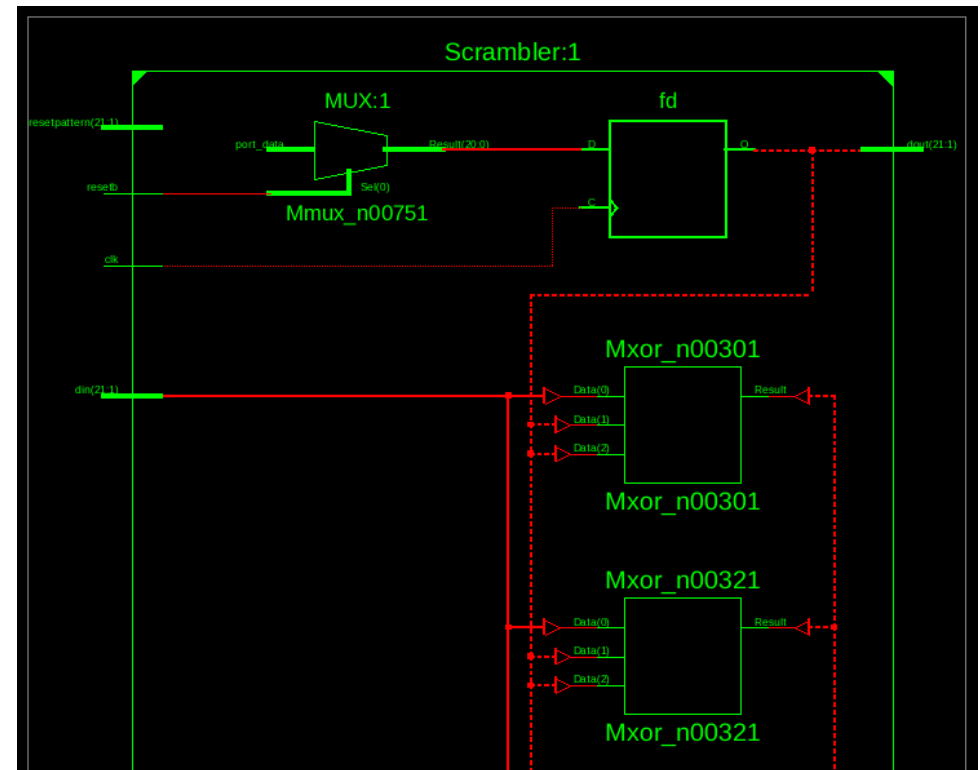 Scrambler:1
MUX:1
fd
resetpattern(21:1)
port_data
Result(20:0)
D
Q
dout(21:1)
resetb
Sel(0)
Mmux_n00751
C
clk
Mxor_n00301
din(21:1)
Data(0)
Result
Data(1)
Data(2)
Mxor_n00301
Mxor_n00321
Data(0)
Result
Data(1)
Data(2)
Mxor_n00321